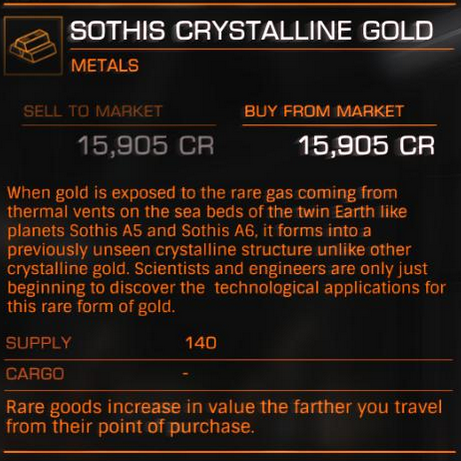 SOTHIS CRYSTALLINE GOLD
METALS
SELL TO MARKET BUY FROM MARKET
15,905 CR 15,905 CR
When gold is exposed to the rare gas coming from
thermal vents on the sea beds of the twin Earth like
planets Sothis A5 and Sothis A6, it forms into a
previously unseen crystalline structure unlike other
crystalline gold. Scientists and engineers are only just
beginning to discover the technological applications for
this rare form of gold.
SUPPLY 140
CARGO -
Rare goods increase in value the farther you travel
from their point of purchase.